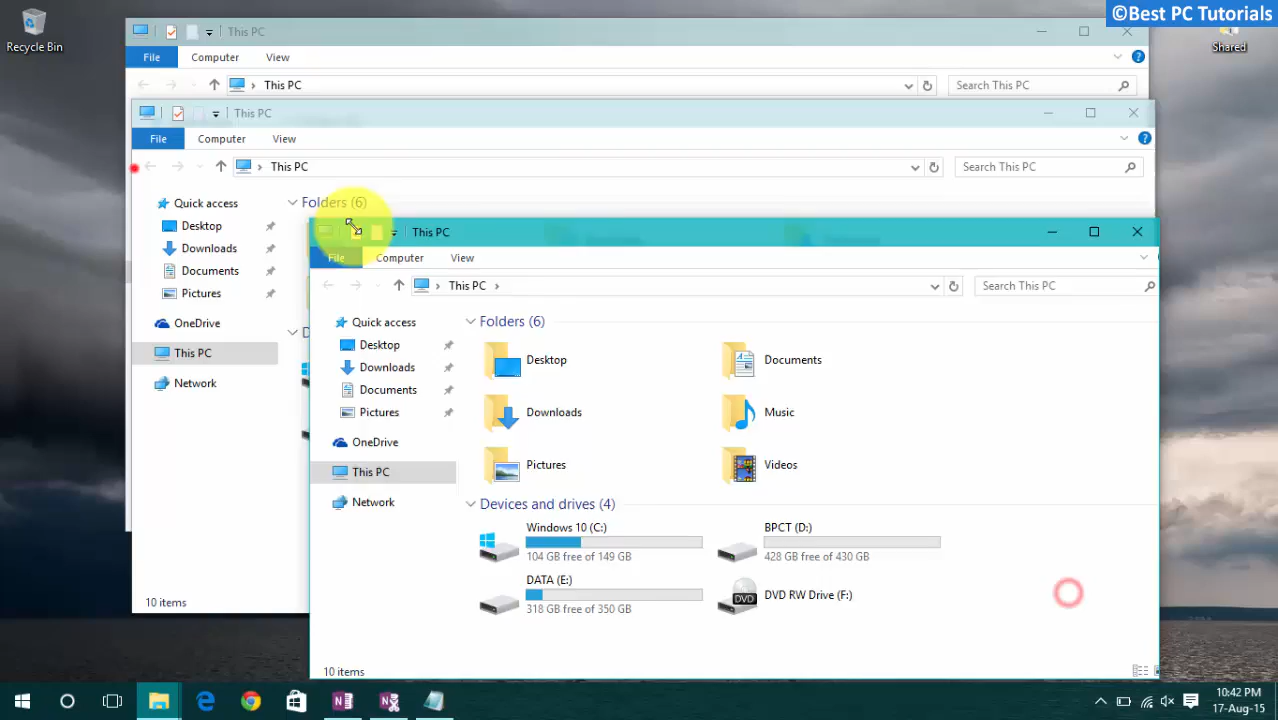 ©Best PC Tutorials
Recycle Bin
Shared
This PC
File Computer View
This PC
Search This PC
This PC
File Computer View
This PC
Search This PC
Quick access
Desktop
Downloads
Documents
Pictures
OneDrive
This PC
Network
Folders (6)
D
10 items
This PC
File Computer View
This PC
Search This PC
Quick access
Desktop
Downloads
Documents
Pictures
OneDrive
This PC
Network
Folders (6)
Desktop
Documents
Downloads
Music
Pictures
Videos
Devices and drives (4)
Windows 10 (C:)
104 GB free of 149 GB
BPCT (D:)
428 GB free of 430 GB
DATA (E:)
318 GB free of 350 GB
DVD
DVD RW Drive (F:)
10 items
10:42 PM
17-Aug-15